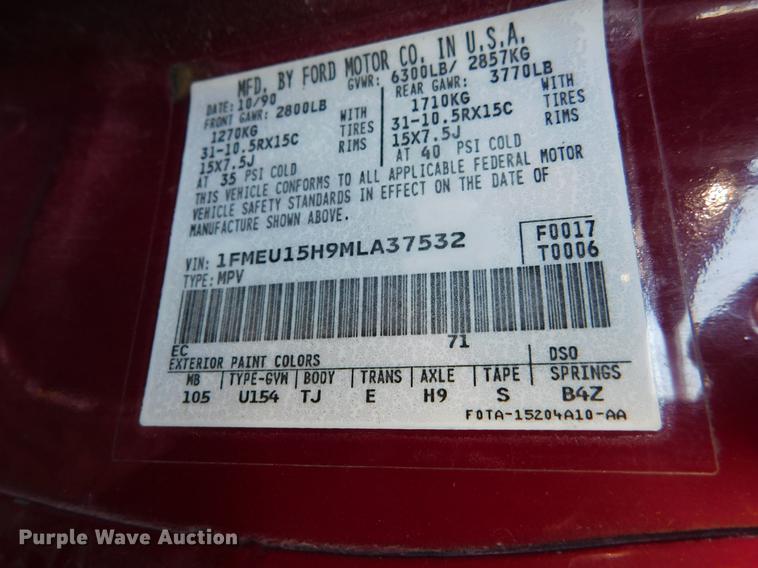 MFD. BY FORD MOTOR CO. IN U.S.A.
DATE: 10/90 GVWR: 6300LB/ 2857KG
FRONT GAWR: 2800LB REAR GAWR: 3770LB
1270KG WITH 1710KG WITH
31-10.5RX15C TIRES 31-10.5RX15C TIRES
15X7.5J RIMS 15X7.5J RIMS
AT 35 PSI COLD AT 40 PSI COLD
THIS VEHICLE CONFORMS TO ALL APPLICABLE FEDERAL MOTOR
VEHICLE SAFETY STANDARDS IN EFFECT ON THE DATE OF
MANUFACTURE SHOWN ABOVE.
VIN: 1FMEU15H9MLA37532 F0017
TYPE: MPV T0006
71
EC
EXTERIOR PAINT COLORS DSO
MB TYPE-GVM BODY TRANS AXLE TAPE SPRINGS
105 U154 TJ E H9 S B4Z
F0TA-15204A10-AA
Purple Wave Auction